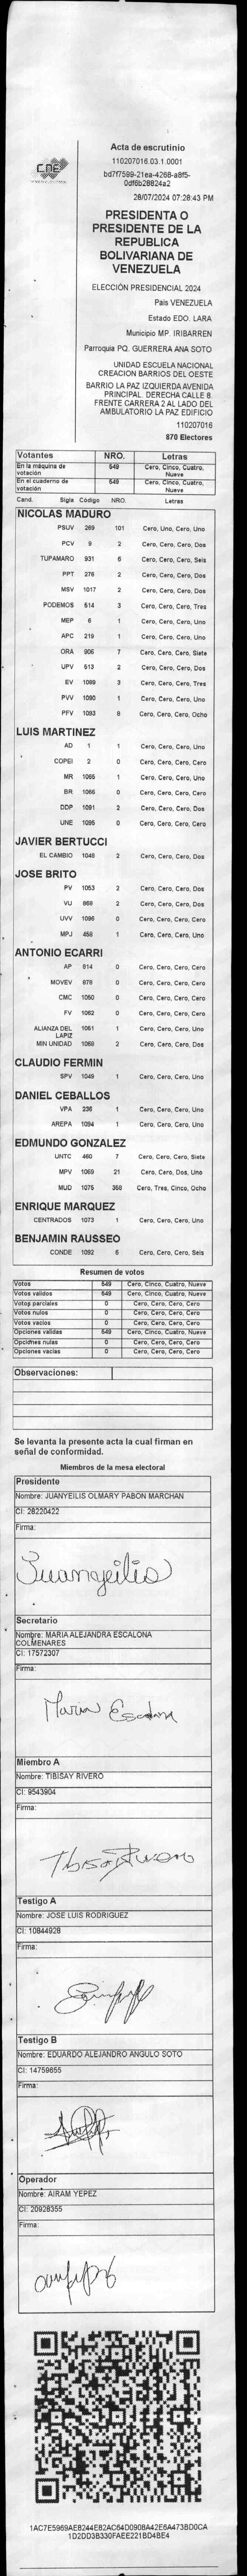 CNE
Acta de escrutinio
110207016.03.1.0001
bd7f7599-21ea-4268-a8f5-
0df6b28824a2
28/07/2024 07:28:43 PM
PRESIDENTA O
PRESIDENTE DE LA
REPUBLICA
BOLIVARIANA DE
VENEZUELA
ELECCIÓN PRESIDENCIAL 2024
País VENEZUELA
Estado EDO. LARA
Municipio MP. IRIBARREN
Parroquia PQ. GUERRERA ANA SOTO
UNIDAD ESCUELA NACIONAL
CREACION BARRIOS DEL OESTE
BARRIO LA PAZ IZQUIERDA AVENIDA
PRINCIPAL. DERECHA CALLE 8.
FRENTE CARRERA 2 AL LADO DEL
AMBULATORIO LA PAZ EDIFICIO
110207016
870 Electores
Votantes NRO. Letras
En la máquina de votación 549 Cero, Cinco, Cuatro, Nueve
En el cuaderno de votación 549 Cero, Cinco, Cuatro, Nueve
Cand. Sigla Código NRO. Letras
NICOLAS MADURO
PSUV 269 101 Cero, Uno, Cero, Uno
PCV 9 2 Cero, Cero, Cero, Dos
TUPAMARO 931 6 Cero, Cero, Cero, Seis
PPT 276 2 Cero, Cero, Cero, Dos
MSV 1017 2 Cero, Cero, Cero, Dos
PODEMOS 514 3 Cero, Cero, Cero, Tres
MEP 6 1 Cero, Cero, Cero, Uno
APC 219 1 Cero, Cero, Cero, Uno
ORA 906 7 Cero, Cero, Cero, Siete
UPV 513 2 Cero, Cero, Cero, Dos
EV 1089 3 Cero, Cero, Cero, Tres
PVV 1090 1 Cero, Cero, Cero, Uno
PFV 1093 8 Cero, Cero, Cero, Ocho
LUIS MARTINEZ
AD 1 1 Cero, Cero, Cero, Uno
COPEI 2 0 Cero, Cero, Cero, Cero
MR 1065 1 Cero, Cero, Cero, Uno
BR 1066 0 Cero, Cero, Cero, Cero
DDP 1091 2 Cero, Cero, Cero, Dos
UNE 1095 0 Cero, Cero, Cero, Cero
JAVIER BERTUCCI
EL CAMBIO 1048 2 Cero, Cero, Cero, Dos
JOSE BRITO
PV 1053 2 Cero, Cero, Cero, Dos
VU 868 2 Cero, Cero, Cero, Dos
UVV 1096 0 Cero, Cero, Cero, Cero
MPJ 458 1 Cero, Cero, Cero, Uno
ANTONIO ECARRI
AP 814 0 Cero, Cero, Cero, Cero
MOVEV 878 0 Cero, Cero, Cero, Cero
CMC 1050 0 Cero, Cero, Cero, Cero
FV 1082 0 Cero, Cero, Cero, Cero
ALIANZA DEL LAPIZ 1051 1 Cero, Cero, Cero, Uno
MIN UNIDAD 1068 2 Cero, Cero, Cero, Dos
CLAUDIO FERMIN
SPV 1049 1 Cero, Cero, Cero, Uno
DANIEL CEBALLOS
VPA 236 1 Cero, Cero, Cero, Uno
AREPA 1094 1 Cero, Cero, Cero, Uno
EDMUNDO GONZALEZ
UNTC 460 7 Cero, Cero, Cero, Siete
MPV 1069 21 Cero, Cero, Dos, Uno
MUD 1075 358 Cero, Tres, Cinco, Ocho
ENRIQUE MARQUEZ
CENTRADOS 1073 1 Cero, Cero, Cero, Uno
BENJAMIN RAUSSEO
CONDE 1092 6 Cero, Cero, Cero, Seis
Resumen de votos
Votos 549 Cero, Cinco, Cuatro, Nueve
Votos validos 549 Cero, Cinco, Cuatro, Nueve
Votos parciales 0 Cero, Cero, Cero, Cero
Votos nulos 0 Cero, Cero, Cero, Cero
Votos vacios 0 Cero, Cero, Cero, Cero
Opciones validas 549 Cero, Cinco, Cuatro, Nueve
Opciones nulas 0 Cero, Cero, Cero, Cero
Opciones vacias 0 Cero, Cero, Cero, Cero
Observaciones:
Se levanta la presente acta la cual firman en
señal de conformidad.
Miembros de la mesa electoral
Presidente
Nombre: JUANYEILIS OLMARY PABON MARCHAN
CI: 28220422
Firma:
Juanyeilis
Secretario
Nombre: MARIA ALEJANDRA ESCALONA
COLMENARES
CI: 17572307
Firma:
Maria Escalona
Miembro A
Nombre: TIBISAY RIVERO
CI: 9543904
Firma:
Tibisay Rivero
Testigo A
Nombre: JOSE LUIS RODRIGUEZ
CI: 10844928
Firma:
Testigo B
Nombre: EDUARDO ALEJANDRO ANGULO SOTO
CI: 14759655
Firma:
Operador
Nombre: AIRAM YEPEZ
CI: 20928355
Firma:
1AC7E5969AE8244E82AC64D0908A42E6A473BD0CA
1D2DD3B330FAEE221BD4BE4